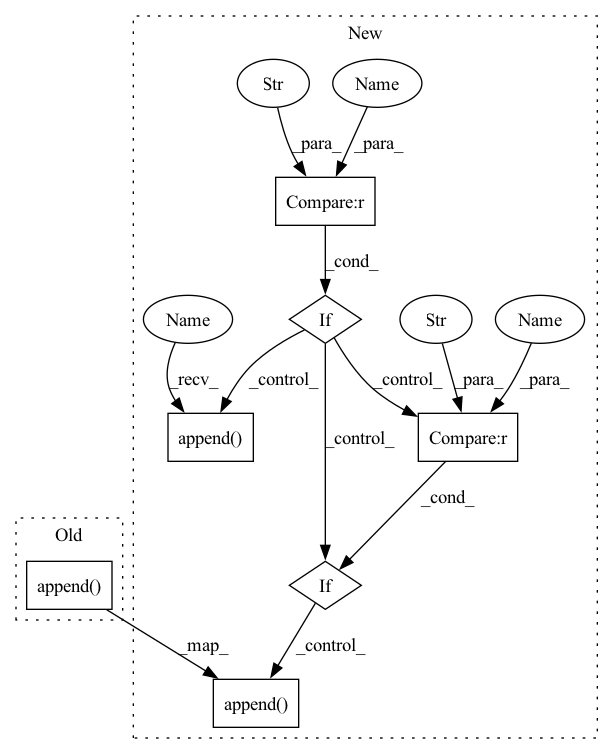 New
Str
Name
_para_
_para_
Compare:r
_cond_
Name
If
Str
Name
_recv_
_control_
_control_
_para_
_para_
append()
_control_
Compare:r
_cond_
Old
append()
If
_map_
_control_
append()